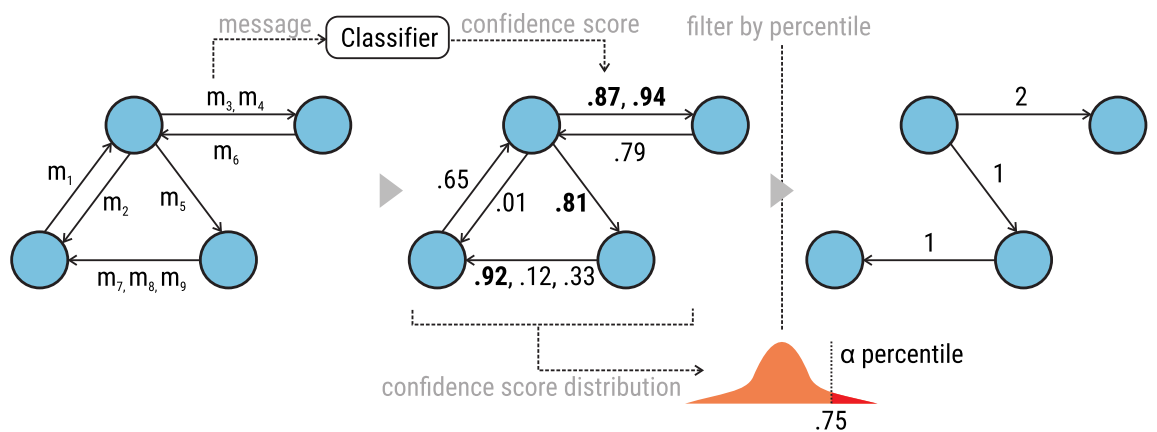 message
Classifier
confidence score
filter by percentile
m3, m4
m6
m1
m2
m5
m7, m8, m9
.87, .94
.79
.65
.01
.81
.92, .12, .33
2
1
1
confidence score distribution
α percentile
.75